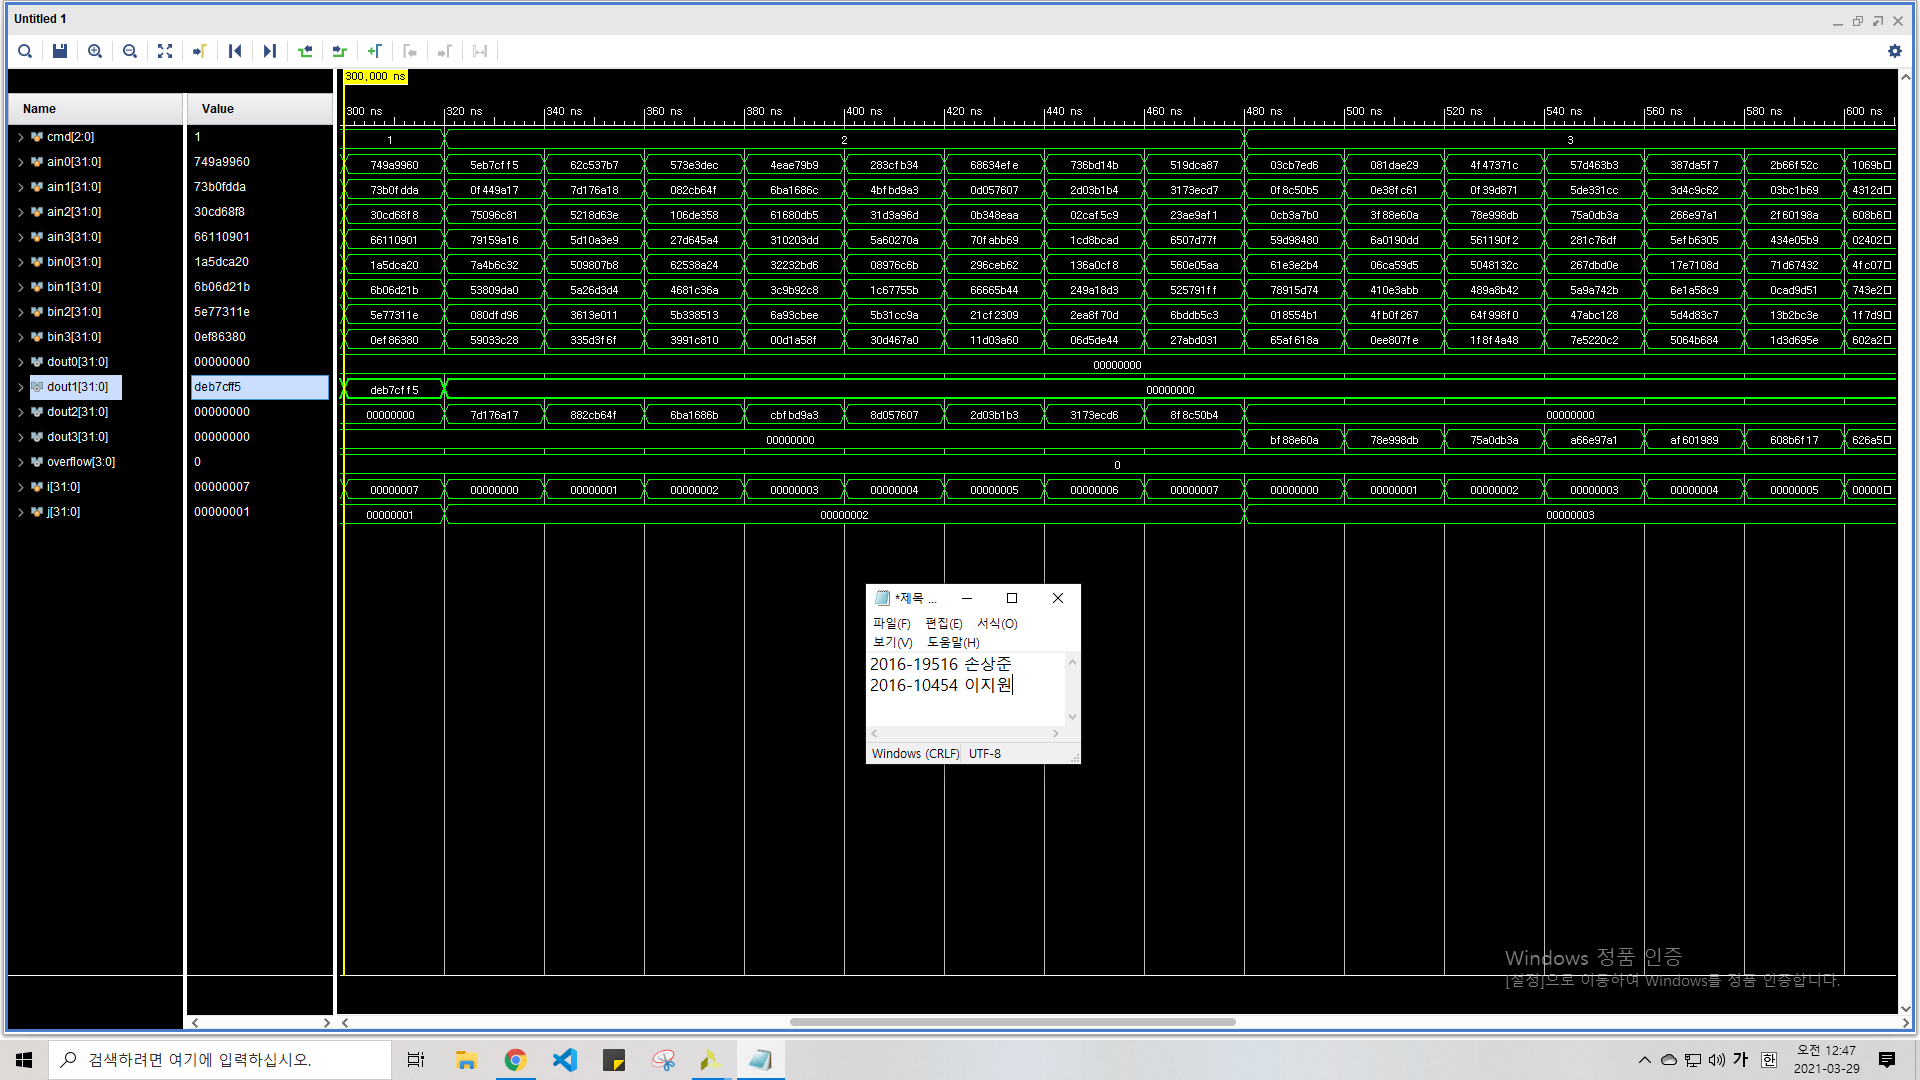 Untitled 1
300,000 ns
Name Value
300 ns 320 ns 340 ns 360 ns 380 ns 400 ns 420 ns 440 ns 460 ns 480 ns 500 ns 520 ns 540 ns 560 ns 580 ns 600 ns
cmd[2:0] 1 1 2 3
ain0[31:0] 749a9960 749a9960 5eb7cff5 62c537b7 573e3dec 4eae79b9 283cfb34 68634efe 736bd14b 519dca87 03cb7ed6 081dae29 4f47371c 57d463b3 387da5f7 2b66f52c 1069b
ain1[31:0] 73b0fdda 73b0fdda 0f449a17 7d176a18 082cb64f 6ba1686c 4bfbd9a3 0d057607 2d03b1b4 3173ecd7 0f8c50b5 0e38fc61 0f39d871 5de331cc 3d4c9c62 03bc1b69 4312d
ain2[31:0] 30cd68f8 30cd68f8 75096c81 5218d63e 106de358 61680db5 31d3a96d 0b348eaa 02caf5c9 23ae9af1 0cb3a7b0 3f88e60a 78e998db 75a0db3a 266e97a1 2f60198a 608b6
ain3[31:0] 66110901 66110901 79159a16 5d10a3e9 27d645a4 310203dd 5a60270a 70fabb69 1cd8bcad 6507d77f 59d98480 6a0190dd 561190f2 281c76df 5efb6305 434e05b9 02402
bin0[31:0] 1a5dca20 1a5dca20 7a4b6c32 509807b8 62538a24 32232bd6 08976c6b 296ceb62 136a0cf8 560e05aa 61e3e2b4 06ca59d5 5048132c 267dbd0e 17e7108d 71d67432 4fc07
bin1[31:0] 6b06d21b 6b06d21b 53809da0 5a26d3d4 4681c36a 3c9b92c8 1c67755b 66665b44 249a18d3 525791ff 78915d74 410e3abb 489a8b42 5a9a742b 6e1a58c9 0cad9d51 743e2
bin2[31:0] 5e77311e 5e77311e 080dfd96 3613e011 5b338513 6a93cbee 5b31cc9a 21cf2309 2ea8f70d 6bddb5c3 018554b1 4fb0f267 64f998f0 47abc128 5d4d83c7 13b2bc3e 1f7d9
bin3[31:0] 0ef86380 0ef86380 59033c28 335d3f6f 3991c810 00d1a58f 30d467a0 11d03a60 06d5de44 27abd031 65af618a 0ee807fe 1f8f4a48 7e5220c2 5064b684 1d3d695e 602a2
dout0[31:0] 00000000 00000000
dout1[31:0] deb7cff5 deb7cff5 00000000
dout2[31:0] 00000000 00000000 7d176a17 882cb64f 6ba1686b cbfbd9a3 8d057607 2d03b1b3 3173ecd6 8f8c50b4 00000000
dout3[31:0] 00000000 00000000 bf88e60a 78e998db 75a0db3a a66e97a1 af601989 608b6f17 626a5
overflow[3:0] 0 0
i[31:0] 00000007 00000007 00000000 00000001 00000002 00000003 00000004 00000005 00000006 00000007 00000000 00000001 00000002 00000003 00000004 00000005 00000
j[31:0] 00000001 00000001 00000002 00000003
*제목 ...
파일(F) 편집(E) 서식(O)
보기(V) 도움말(H)
2016-19516 손상준
2016-10454 이지원
Windows (CRLF) UTF-8
Windows 정품 인증
[설정]으로 이동하여 Windows를 정품 인증합니다.
검색하려면 여기에 입력하십시오.
가 한
오전 12:47
2021-03-29